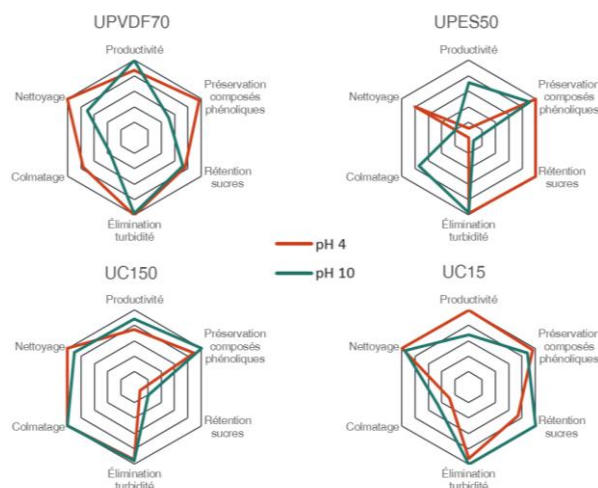 UPVDF70
Productivité
Préservation
composés
phénoliques
Rétention
sucres
Élimination
turbidité
Colmatage
Nettoyage
UPES50
Productivité
Préservation
composés
phénoliques
Rétention
sucres
Élimination
turbidité
Colmatage
Nettoyage
pH 4
pH 10
UC150
Productivité
Préservation
composés
phénoliques
Rétention
sucres
Élimination
turbidité
Colmatage
Nettoyage
UC15
Productivité
Préservation
composés
phénoliques
Rétention
sucres
Élimination
turbidité
Colmatage
Nettoyage